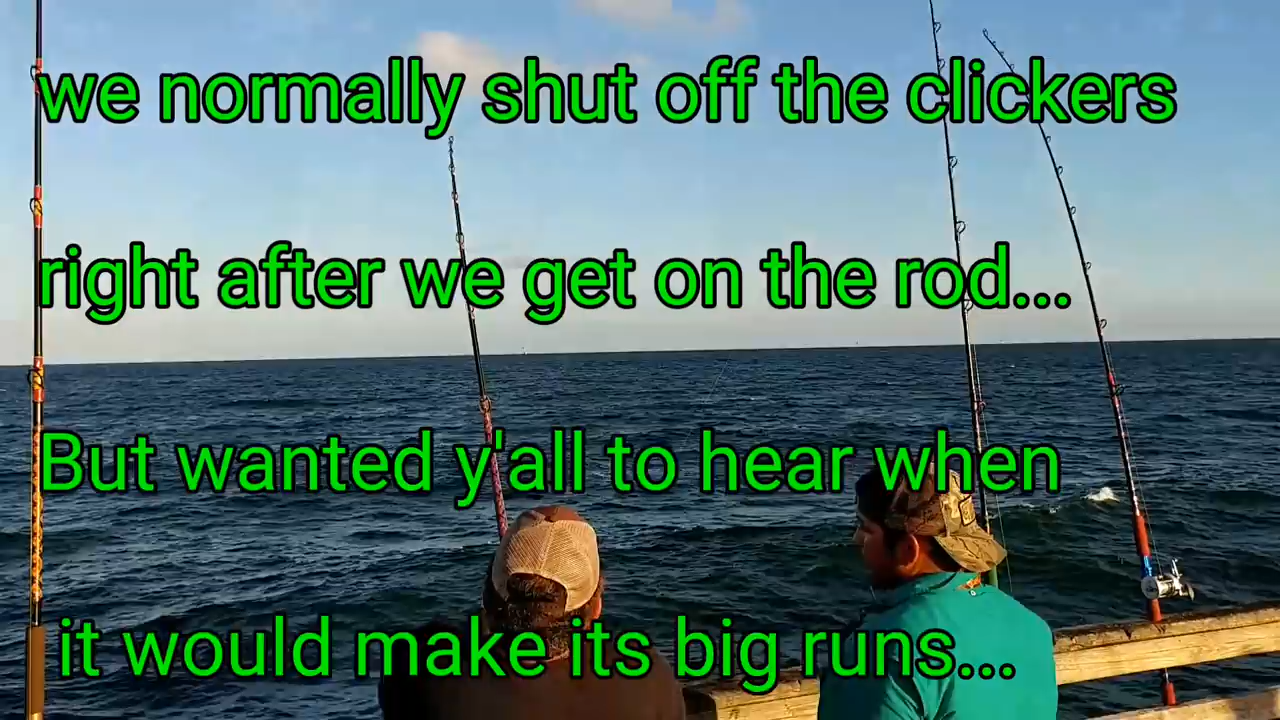 we normally shut off the clickers
right after we get on the rod...
But wanted y'all to hear when
it would make its big runs...